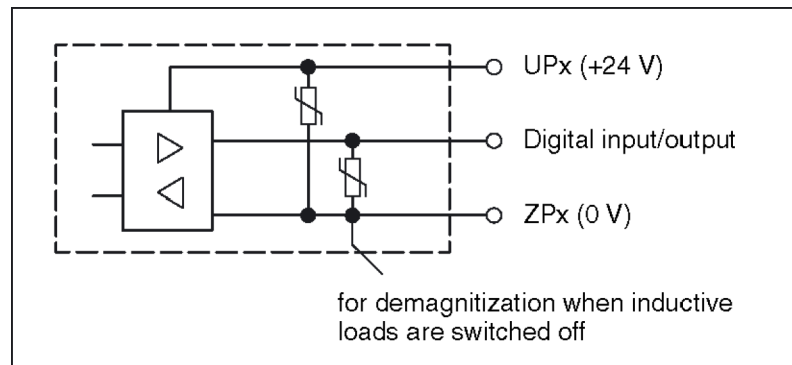 UPx (+24 V)
Digital input/output
ZPx (0 V)
for demagnitization when inductive
loads are switched off